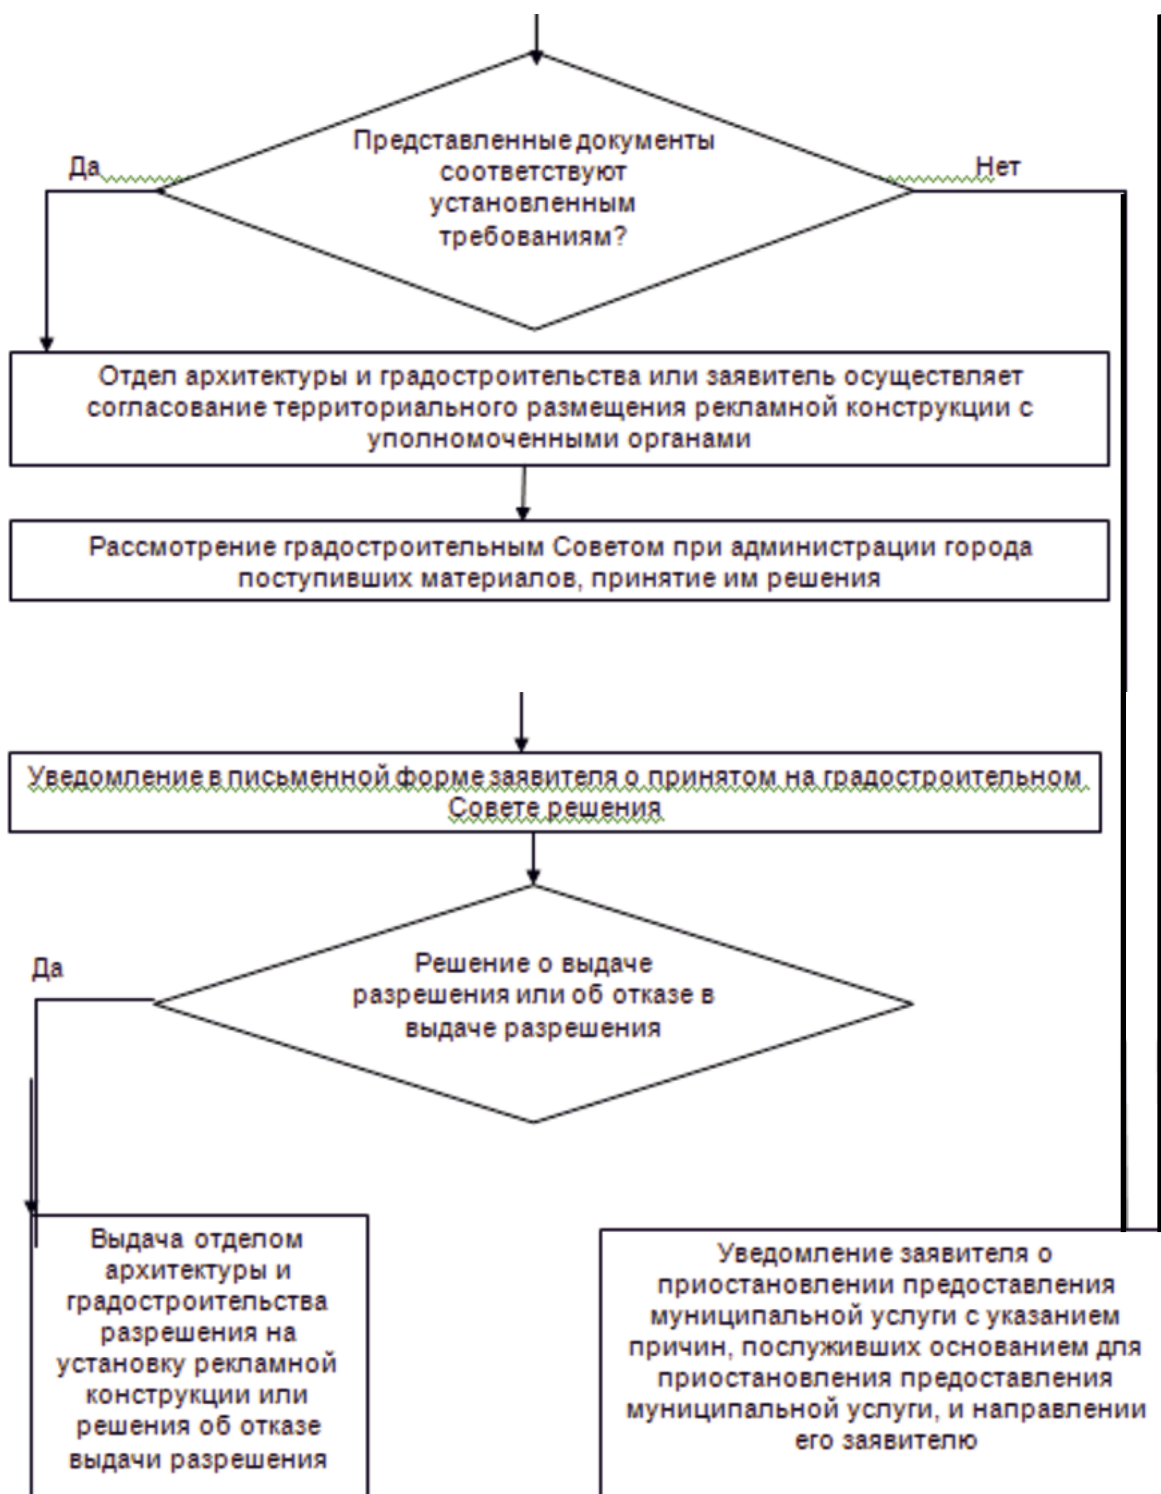 Представленные документы
соответствуют
установленным
требованиям?
Да
Нет
Отдел архитектуры и градостроительства или заявитель осуществляет
согласование территориального размещения рекламной конструкции с
уполномоченными органами
Рассмотрение градостроительным Советом при администрации города
поступивших материалов, принятие им решения
Уведомление в письменной форме заявителя о принятом на градостроительном
Совете решения
Да
Решение о выдаче
разрешения или об отказе в
выдаче разрешения
Выдача отделом
архитектуры и
градостроительства
разрешения на
установку рекламной
конструкции или
решения об отказе
выдачи разрешения
Уведомление заявителя о
приостановлении предоставления
муниципальной услуги с указанием
причин, послуживших основанием для
приостановления предоставления
муниципальной услуги, и направлении
его заявителю